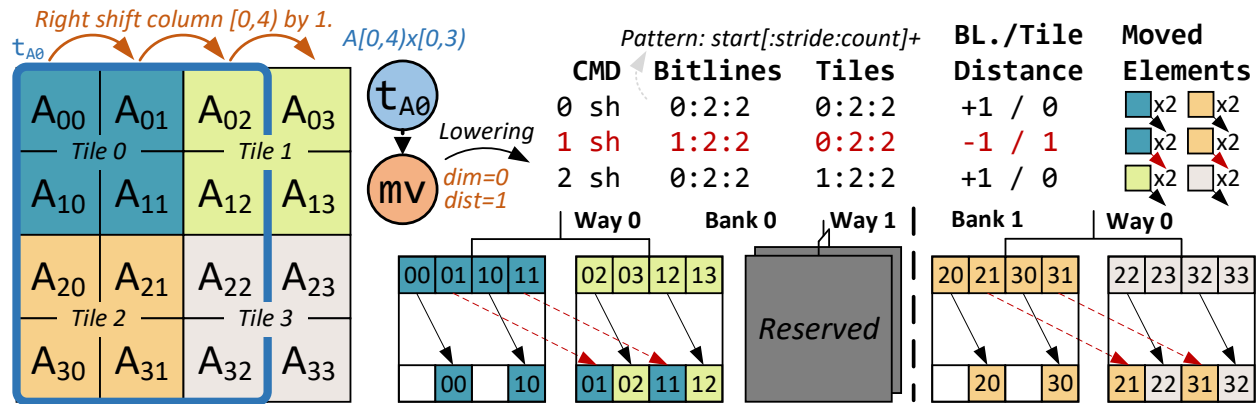 Right shift column [0,4) by 1.
tA0
A[0,4)x[0,3)
A00 A01 A02 A03
Tile 0 Tile 1
A10 A11 A12 A13
A20 A21 A22 A23
Tile 2 Tile 3
A30 A31 A32 A33
tA0
mv
Lowering
dim=0
dist=1
Pattern: start[:stride:count]+
BL./Tile Moved
CMD Bitlines Tiles Distance Elements
0 sh 0:2:2 0:2:2 +1 / 0 x2 x2
1 sh 1:2:2 0:2:2 -1 / 1 x2 x2
2 sh 0:2:2 1:2:2 +1 / 0 x2 x2
Way 0 Bank 0 Way 1 Bank 1 Way 0
00 01 10 11 02 03 12 13 20 21 30 31 22 23 32 33
Reserved
00 10 01 02 11 12 20 30 21 22 31 32